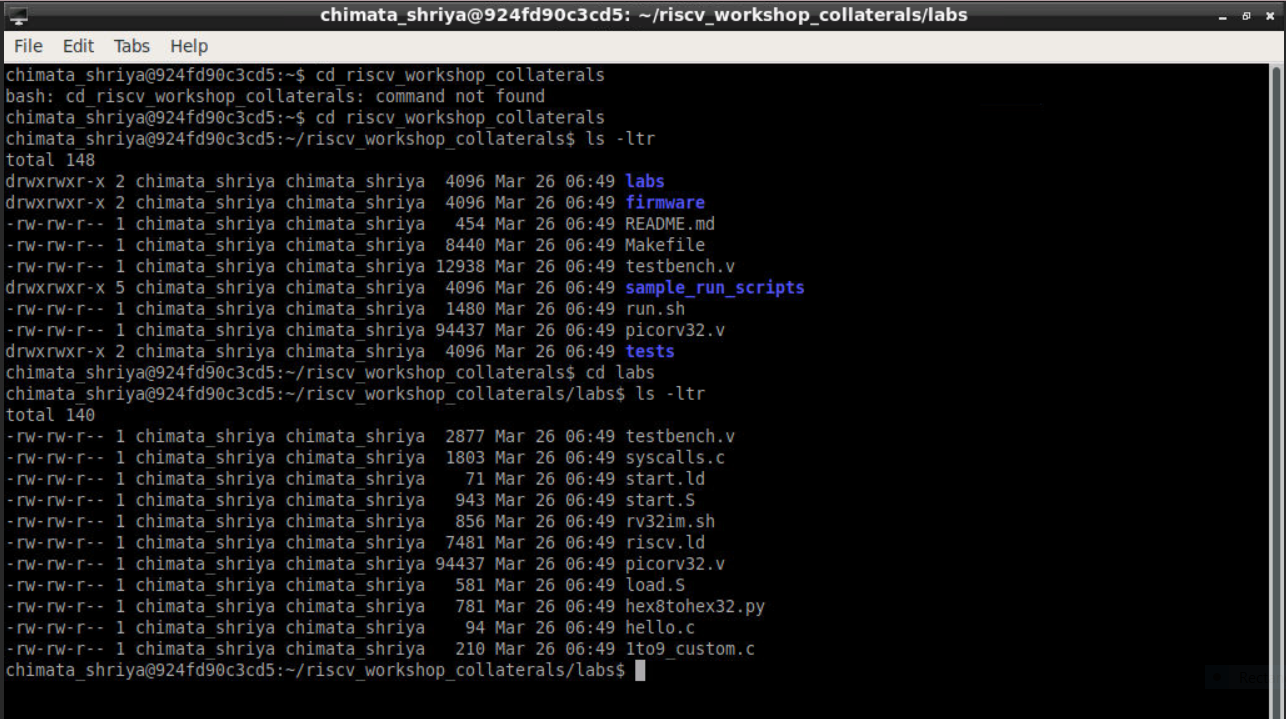 chimata_shriya@924fd90c3cd5: ~/riscv_workshop_collaterals/labs
File Edit Tabs Help
chimata_shriya@924fd90c3cd5:~$ cd_riscv_workshop_collaterals
bash: cd_riscv_workshop_collaterals: command not found
chimata_shriya@924fd90c3cd5:~$ cd riscv_workshop_collaterals
chimata_shriya@924fd90c3cd5:~/riscv_workshop_collaterals$ ls -ltr
total 148
drwxrwxr-x 2 chimata_shriya chimata_shriya  4096 Mar 26 06:49 labs
drwxrwxr-x 2 chimata_shriya chimata_shriya  4096 Mar 26 06:49 firmware
-rw-rw-r-- 1 chimata_shriya chimata_shriya   454 Mar 26 06:49 README.md
-rw-rw-r-- 1 chimata_shriya chimata_shriya  8440 Mar 26 06:49 Makefile
-rw-rw-r-- 1 chimata_shriya chimata_shriya 12938 Mar 26 06:49 testbench.v
drwxrwxr-x 5 chimata_shriya chimata_shriya  4096 Mar 26 06:49 sample_run_scripts
-rw-rw-r-- 1 chimata_shriya chimata_shriya  1480 Mar 26 06:49 run.sh
-rw-rw-r-- 1 chimata_shriya chimata_shriya 94437 Mar 26 06:49 picorv32.v
drwxrwxr-x 2 chimata_shriya chimata_shriya  4096 Mar 26 06:49 tests
chimata_shriya@924fd90c3cd5:~/riscv_workshop_collaterals$ cd labs
chimata_shriya@924fd90c3cd5:~/riscv_workshop_collaterals/labs$ ls -ltr
total 140
-rw-rw-r-- 1 chimata_shriya chimata_shriya  2877 Mar 26 06:49 testbench.v
-rw-rw-r-- 1 chimata_shriya chimata_shriya  1803 Mar 26 06:49 syscalls.c
-rw-rw-r-- 1 chimata_shriya chimata_shriya    71 Mar 26 06:49 start.ld
-rw-rw-r-- 1 chimata_shriya chimata_shriya   943 Mar 26 06:49 start.S
-rw-rw-r-- 1 chimata_shriya chimata_shriya   856 Mar 26 06:49 rv32im.sh
-rw-rw-r-- 1 chimata_shriya chimata_shriya  7481 Mar 26 06:49 riscv.ld
-rw-rw-r-- 1 chimata_shriya chimata_shriya 94437 Mar 26 06:49 picorv32.v
-rw-rw-r-- 1 chimata_shriya chimata_shriya   581 Mar 26 06:49 load.S
-rw-rw-r-- 1 chimata_shriya chimata_shriya   781 Mar 26 06:49 hex8tohex32.py
-rw-rw-r-- 1 chimata_shriya chimata_shriya    94 Mar 26 06:49 hello.c
-rw-rw-r-- 1 chimata_shriya chimata_shriya   210 Mar 26 06:49 1to9_custom.c
chimata_shriya@924fd90c3cd5:~/riscv_workshop_collaterals/labs$